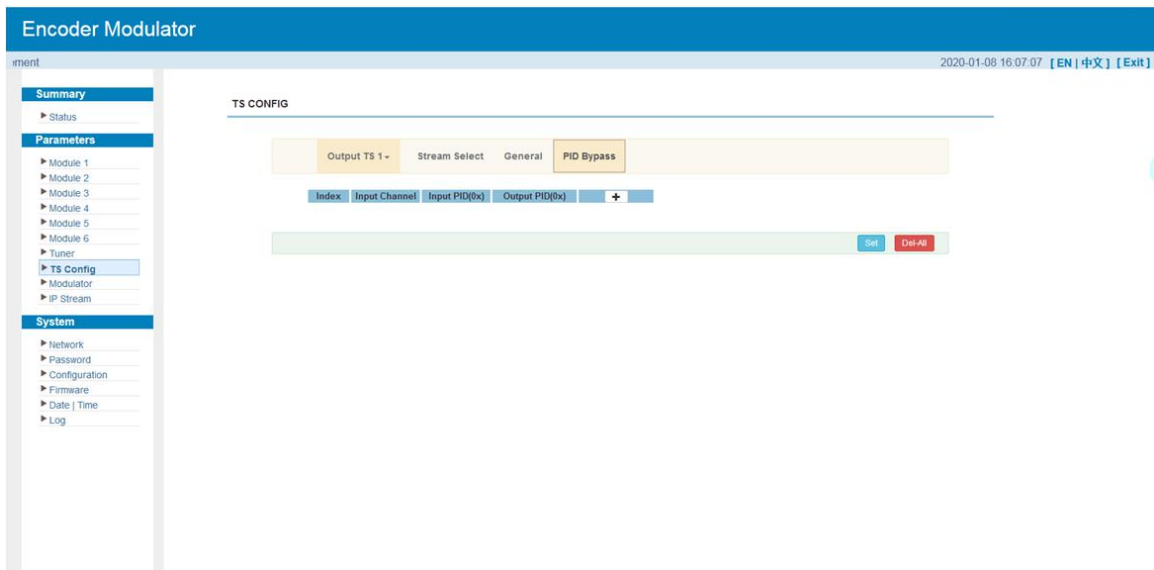 Encoder Modulator
ement
2020-01-08 16:07:07 [ EN | 中文 ] [ Exit ]
Summary
Status
Parameters
Module 1
Module 2
Module 3
Module 4
Module 5
Module 6
Tuner
TS Config
Modulator
IP Stream
System
Network
Password
Configuration
Firmware
Date | Time
Log
TS CONFIG
Output TS 1 Stream Select General PID Bypass
Index Input Channel Input PID(0x) Output PID(0x) +
Set Del-All